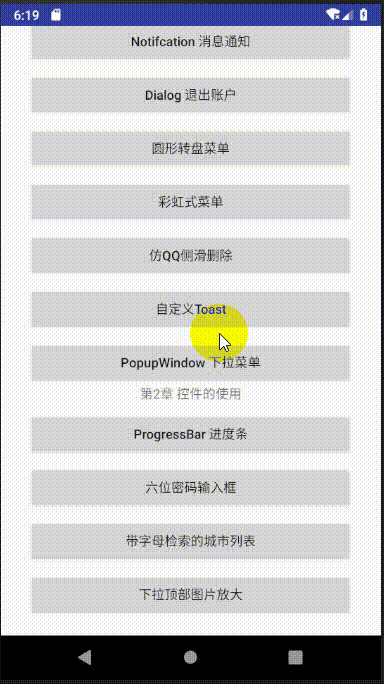 6:19
Notifcation 消息通知
Dialog 退出账户
圆形转盘菜单
彩虹式菜单
仿QQ侧滑删除
自定义Toast
PopupWindow 下拉菜单
第2章 控件的使用
ProgressBar 进度条
六位密码输入框
带字母检索的城市列表
下拉顶部图片放大